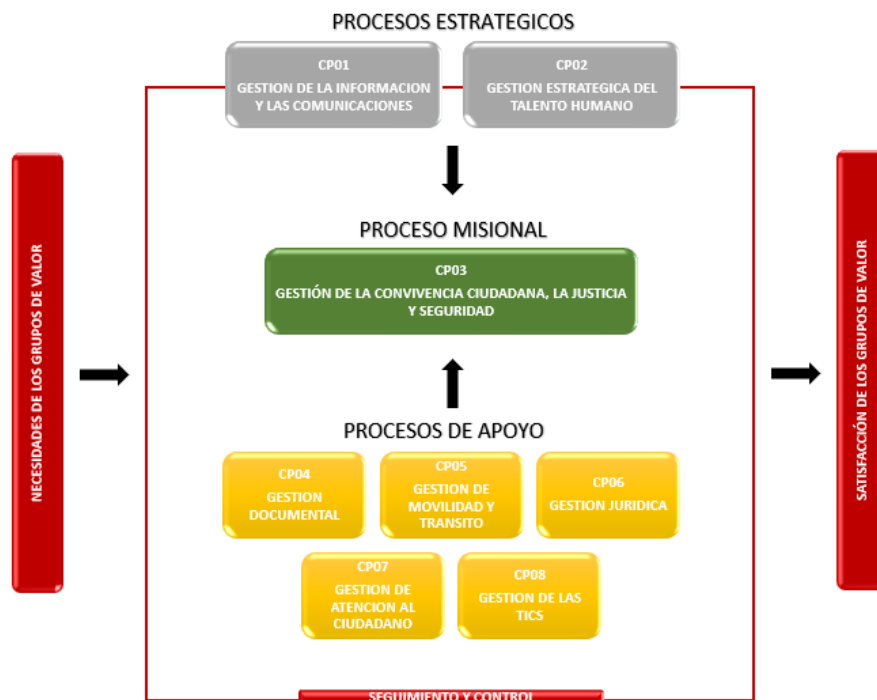 PROCESOS ESTRATEGICOS
CP01
GESTION DE LA INFORMACION
Y LAS COMUNICACIONES
CP02
GESTION ESTRATEGICA DEL
TALENTO HUMANO
NECESIDADES DE LOS GRUPOS DE VALOR
PROCESO MISIONAL
CP03
GESTIÓN DE LA CONVIVENCIA CIUDADANA, LA JUSTICIA
Y SEGURIDAD
SATISFACCIÓN DE LOS GRUPOS DE VALOR
PROCESOS DE APOYO
CP04
GESTION
DOCUMENTAL
CP05
GESTION DE
MOVILIDAD Y
TRANSITO
CP06
GESTION JURIDICA
CP07
GESTION DE
ATENCION AL
CIUDADANO
CP08
GESTION DE LAS
TICS
SEGUIMIENTO Y CONTROL